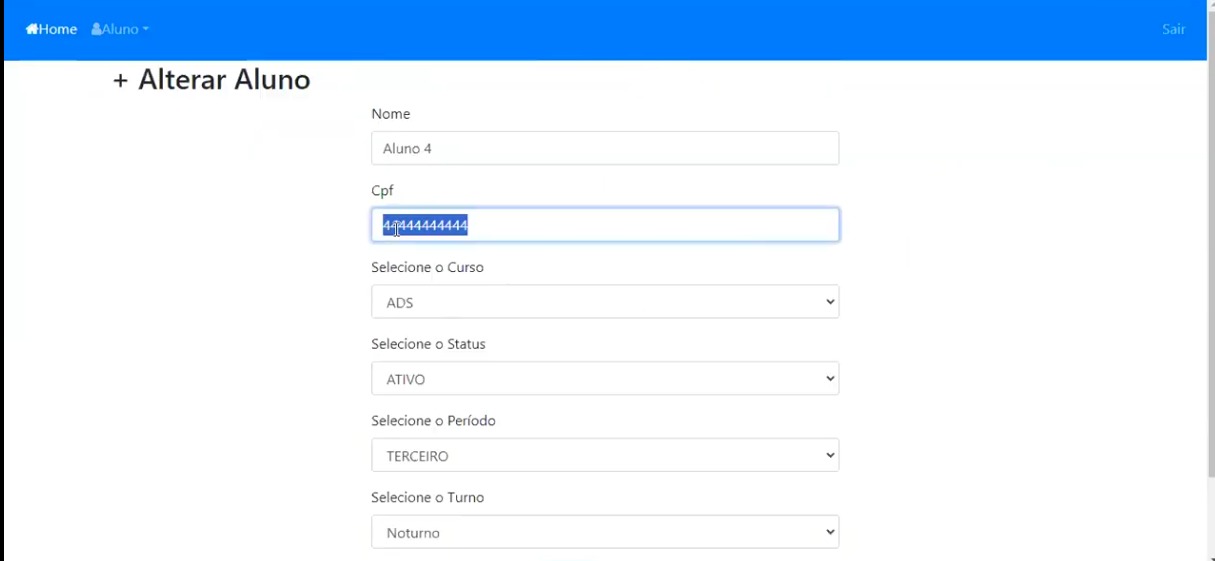 Home Aluno Sair
+ Alterar Aluno
Nome
Aluno 4
Cpf
44444444444
Selecione o Curso
ADS
Selecione o Status
ATIVO
Selecione o Período
TERCEIRO
Selecione o Turno
Noturno